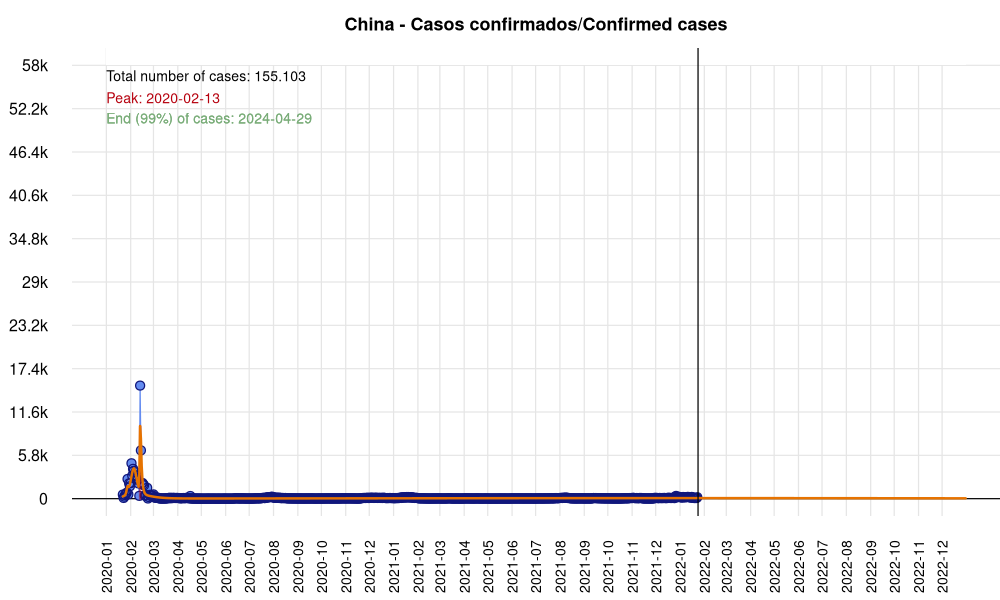 China - Casos confirmados/Confirmed cases
Total number of cases: 155.103
Peak: 2020-02-13
End (99%) of cases: 2024-04-29
58k
52.2k
46.4k
40.6k
34.8k
29k
23.2k
17.4k
11.6k
5.8k
0
2020-01
2020-02
2020-03
2020-04
2020-05
2020-06
2020-07
2020-08
2020-09
2020-10
2020-11
2020-12
2021-01
2021-02
2021-03
2021-04
2021-05
2021-06
2021-07
2021-08
2021-09
2021-10
2021-11
2021-12
2022-01
2022-02
2022-03
2022-04
2022-05
2022-06
2022-07
2022-08
2022-09
2022-10
2022-11
2022-12